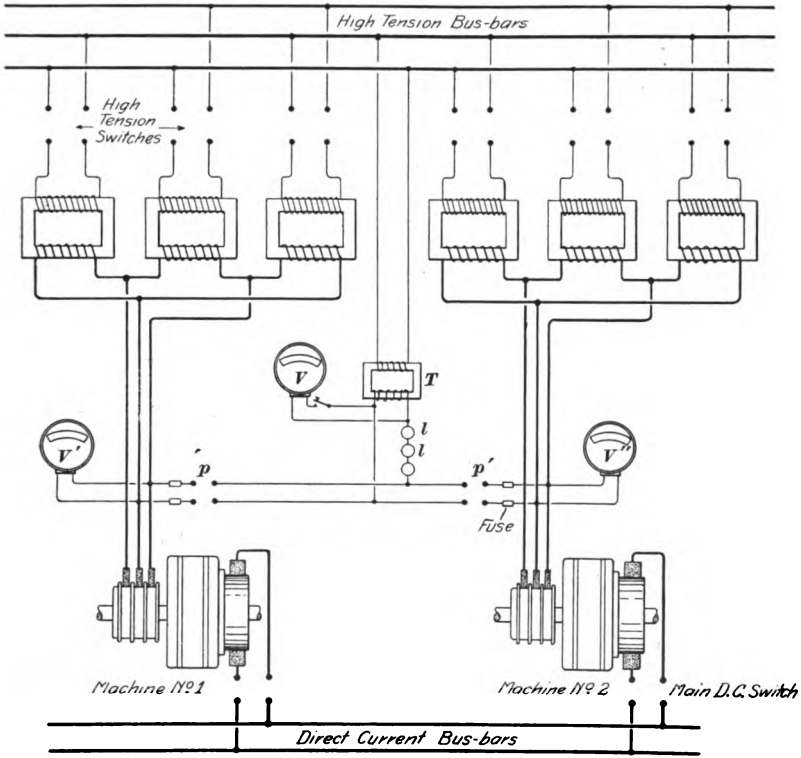 High Tension Bus-bars
High
Tension
Switches
T
V
l
l
V'
'p
p'
V"
Fuse
Machine No 1
Machine No 2
Main D.C. Switch
Direct Current Bus-bars